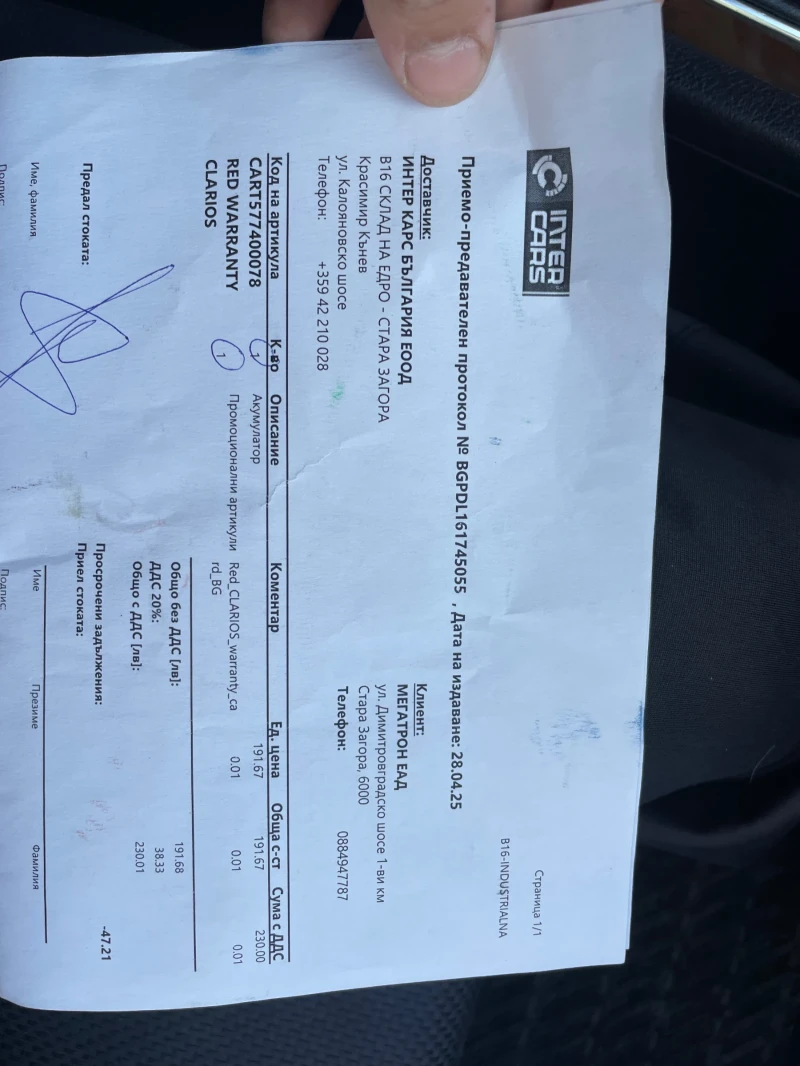 INTER CARS
Страница 1/1
B16-INDUSTRIALNA
Приемо-предавателен протокол № BGPDL161745055 , Дата на издаване: 28.04.25
Доставчик:
ИНТЕР КАРС БЪЛГАРИЯ ЕООД
B16 СКЛАД НА ЕДРО - СТАРА ЗАГОРА
Красимир Кънев
ул. Калояновско шосе
Телефон: +359 42 210 028
Клиент:
МЕГАТРОН ЕАД
ул. Димитровградско шосе 1-ви км
Стара Загора, 6000
Телефон: 0884947787
Код на артикула К-во Описание Коментар Ед. цена Обща с-ст Сума с ДДС
CART577400078 1 Акумулатор 191.67 191.67 230.00
RED WARRANTY CLARIOS 1 Промоционални артикули Red_CLARIOS_warranty_card_BG 0.01 0.01 0.01
Общо без ДДС [лв]: 191.68
ДДС 20%: 38.33
Общо с ДДС [лв]: 230.01
Просрочени задължения: -47.21
Предал стоката: Приел стоката:
Име, фамилия Име Презиме Фамилия
Подпис: Подпис: